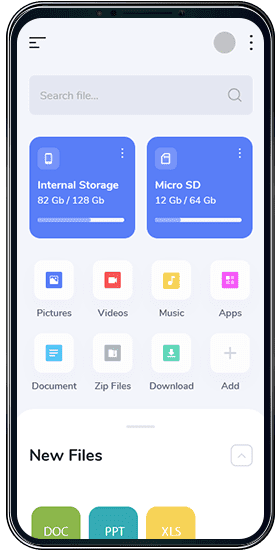 Search file...
Internal Storage
82 Gb / 128 Gb
Micro SD
12 Gb / 64 Gb
Pictures
Videos
Music
Apps
Document
Zip Files
Download
Add
New Files
DOC
PPT
XLS